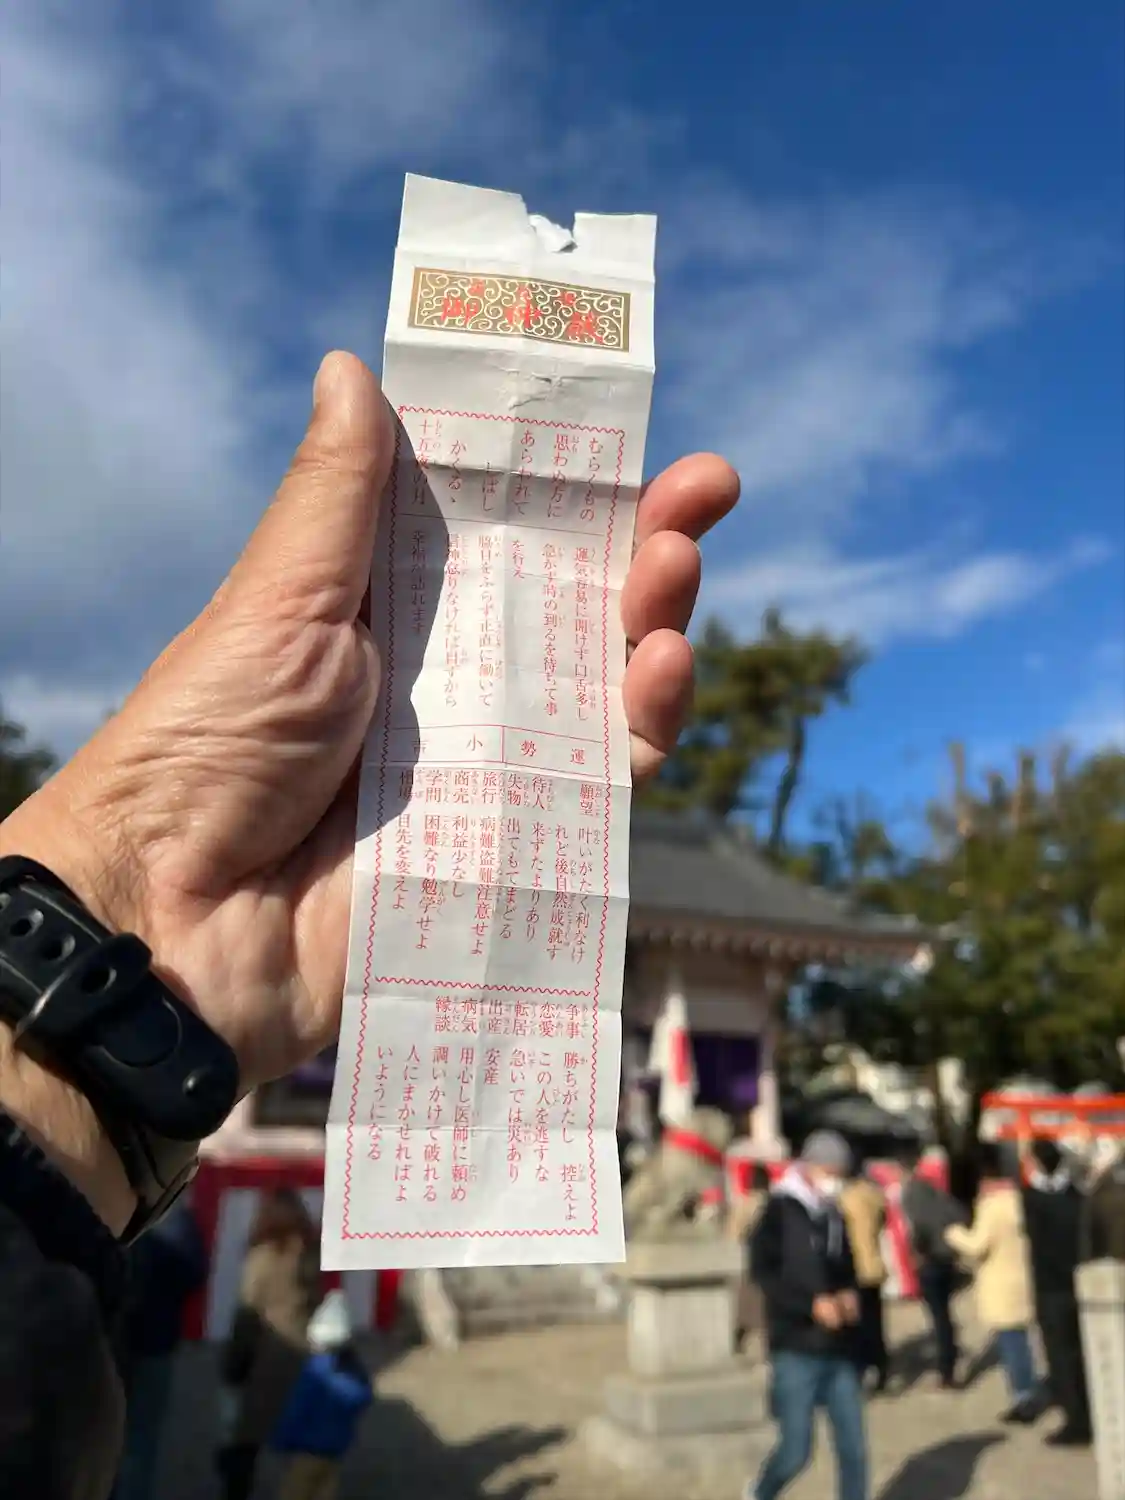 御神籤
むらくもの
思わぬ方に
あらわれて
しばし
かくるゝ
十五夜の月
運気容易に開けず口舌多し
急かず時の到るを待ちて事
を行え
脇目をふらず正直に働いて
信神怠りなければ自ずから
幸福が訪れます
運勢 小吉
願望 叶いがたく利なけ
れど後自然成就す
待人 来ずたよりあり
失物 出てもてまどる
旅行 病難盗難注意せよ
商売 利益少なし
学問 困難なり勉学せよ
相場 目先を変えよ
争事 勝ちがたし 控えよ
恋愛 この人を逃すな
転居 急いでは災あり
出産 安産
病気 用心し医師に頼め
縁談 調いかけて破れる
人にまかせればよ
いようになる